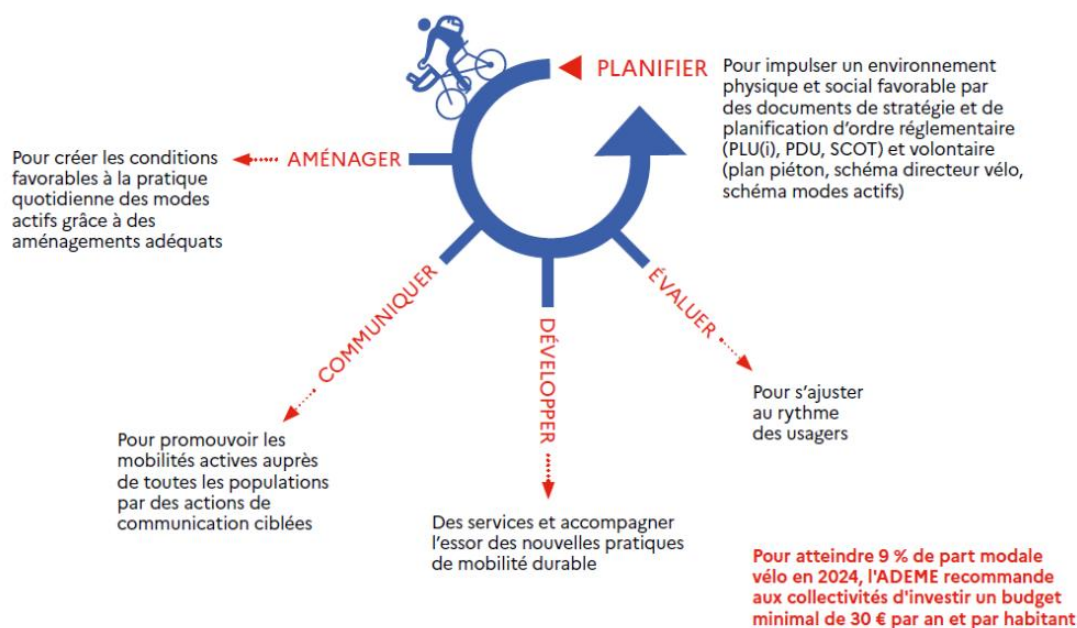 PLANIFIER
Pour impulser un environnement
physique et social favorable par
des documents de stratégie et de
planification d'ordre réglementaire
(PLU(i), PDU, SCOT) et volontaire
(plan piéton, schéma directeur vélo,
schéma modes actifs)
AMÉNAGER
Pour créer les conditions
favorables à la pratique
quotidienne des modes
actifs grâce à des
aménagements adéquats
COMMUNIQUER
Pour promouvoir les
mobilités actives auprès
de toutes les populations
par des actions de
communication ciblées
DÉVELOPPER
Des services et accompagner
l'essor des nouvelles pratiques
de mobilité durable
ÉVALUER
Pour s'ajuster
au rythme
des usagers
Pour atteindre 9 % de part modale
vélo en 2024, l'ADEME recommande
aux collectivités d'investir un budget
minimal de 30 € par an et par habitant